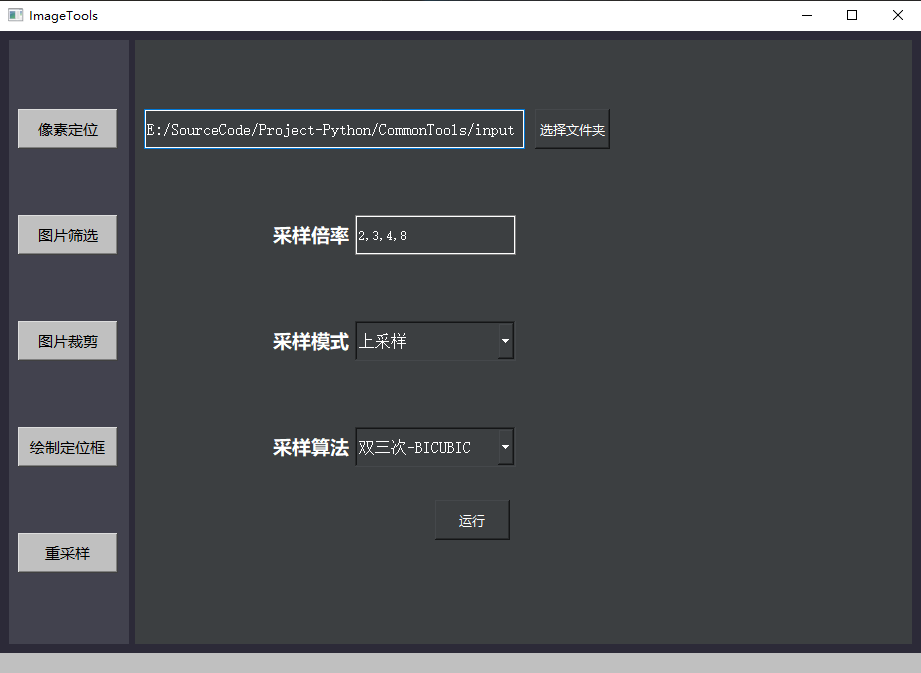 ImageTools
像素定位
图片筛选
图片裁剪
绘制定位框
重采样
E:/SourceCode/Project-Python/CommonTools/input
选择文件夹
采样倍率
2,3,4,8
采样模式
上采样
采样算法
双三次-BICUBIC
运行